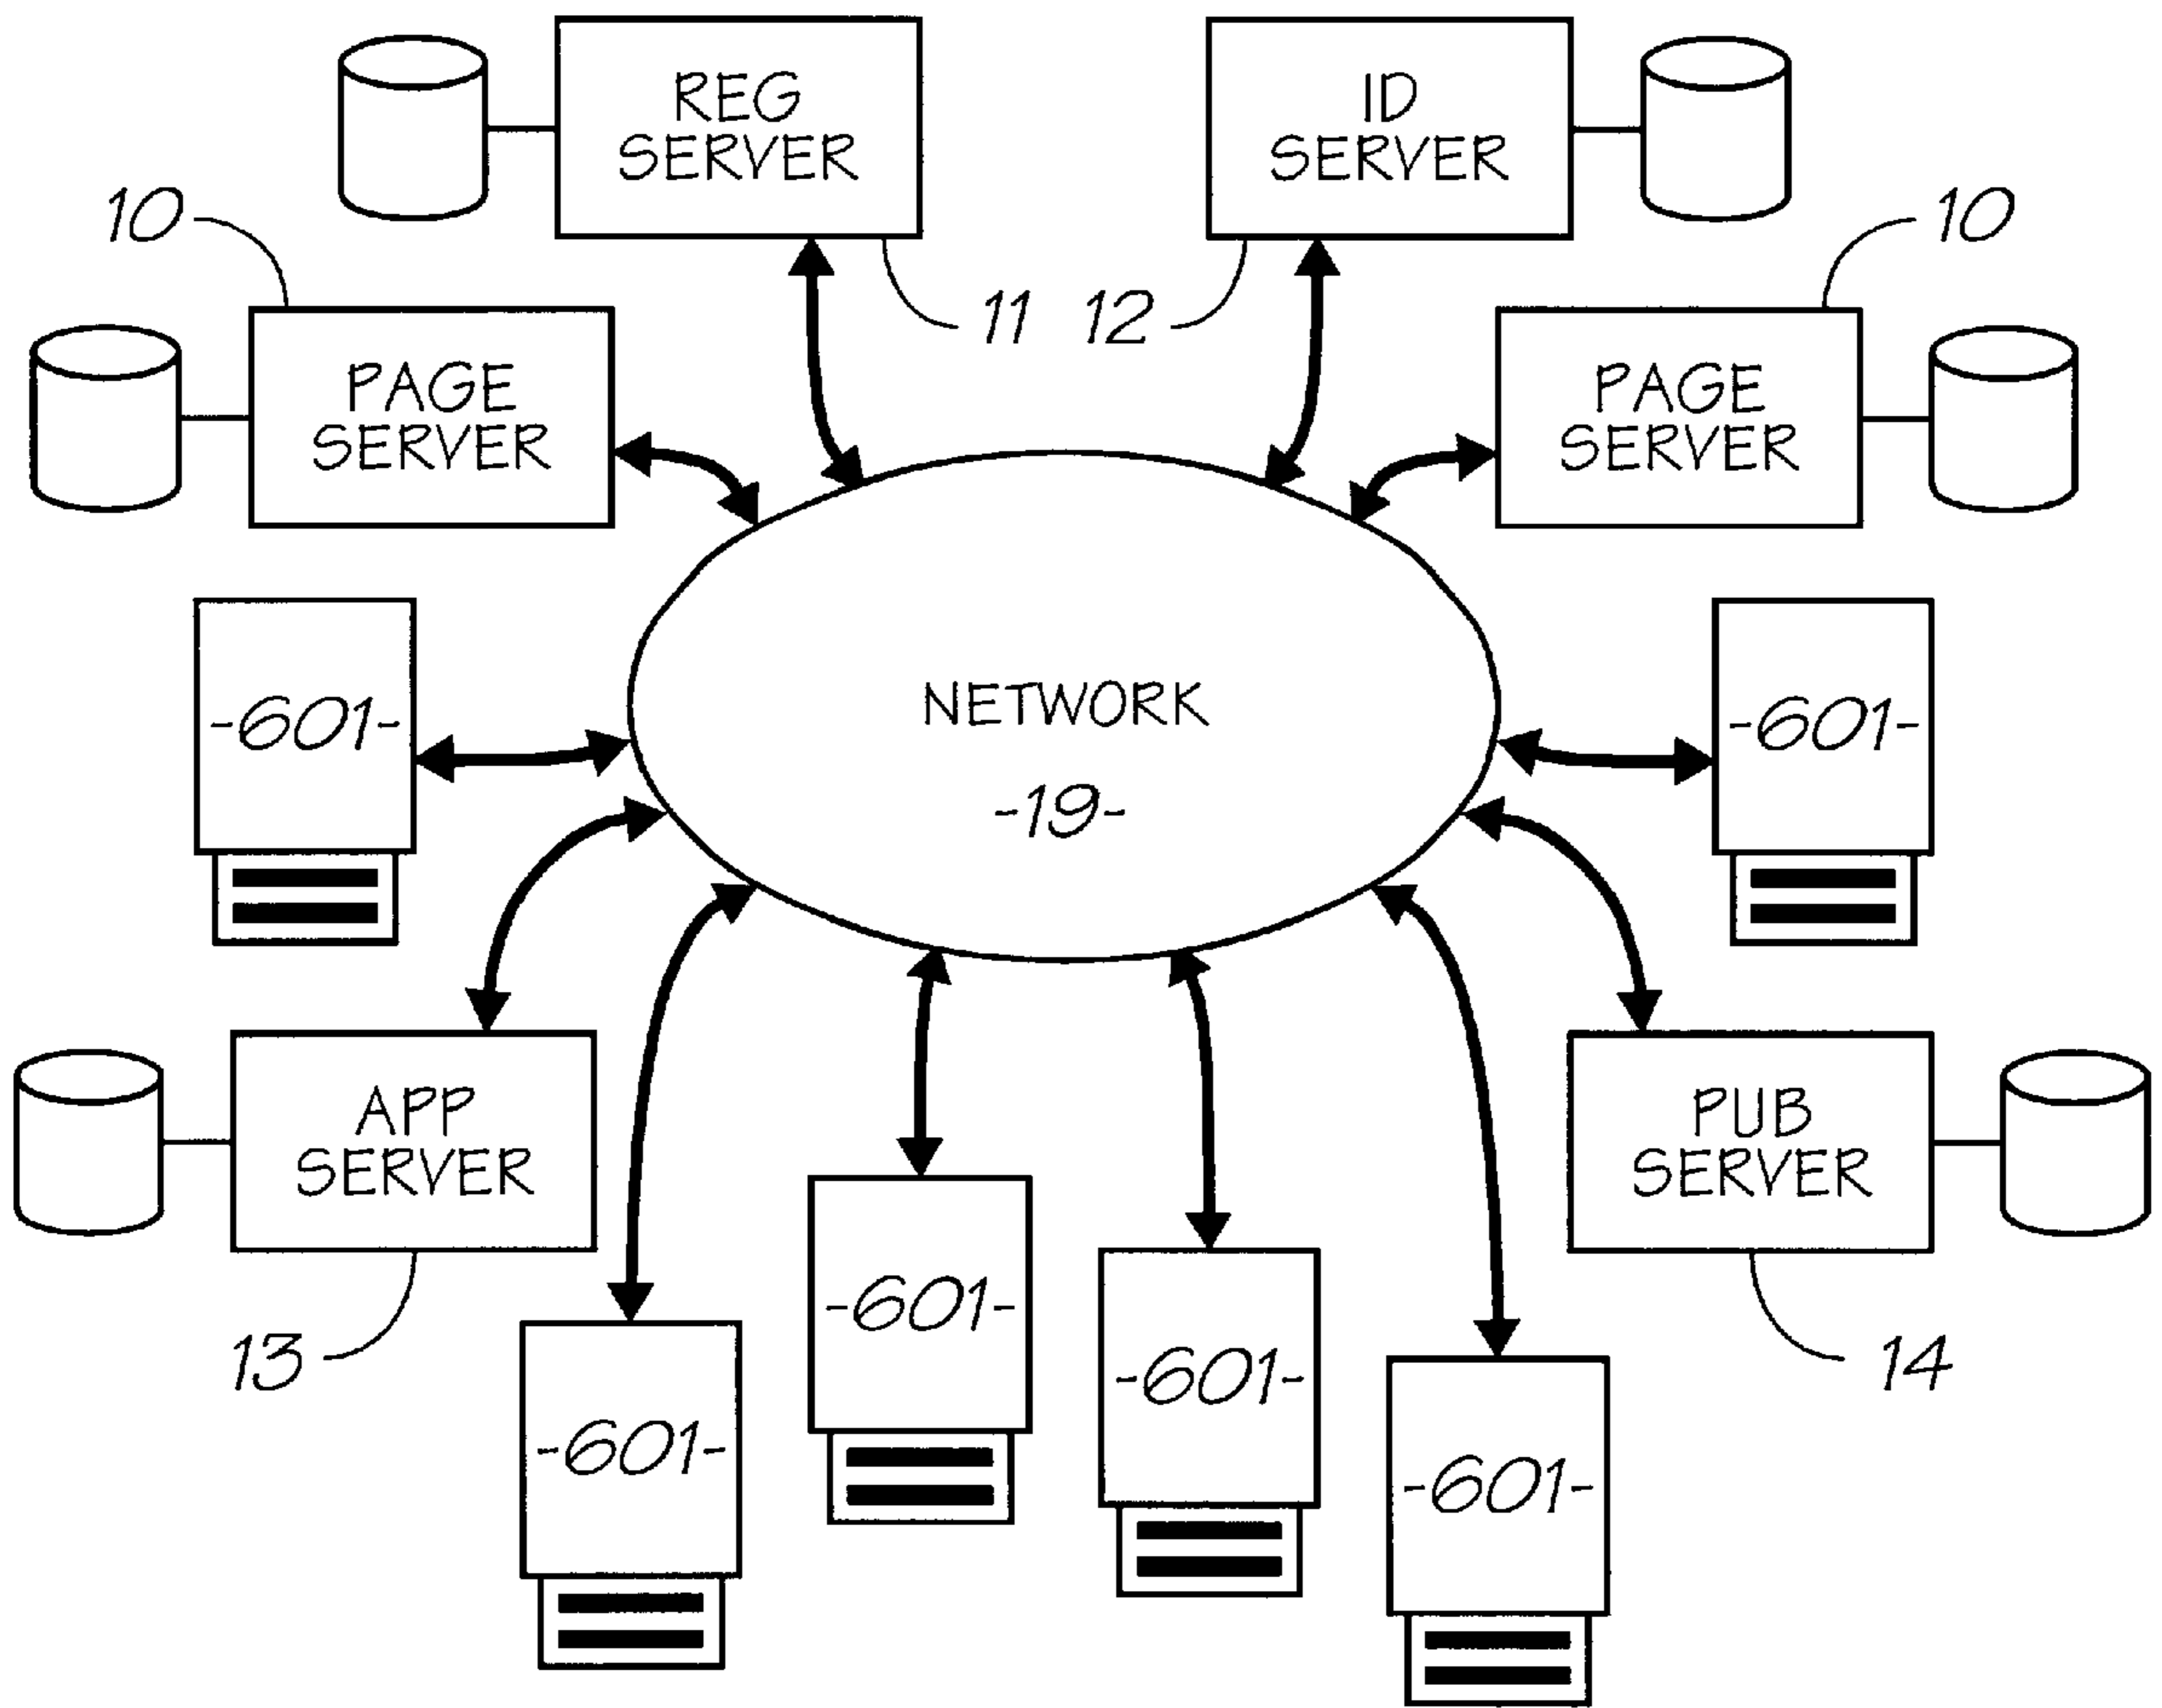 REG
SERVER
ID
SERVER
10
10
11
12
PAGE
SERVER
PAGE
SERVER
-601-
NETWORK
-19-
-601-
APP
SERVER
PUB
SERVER
13
14
-601-
-601-
-601-
-601-